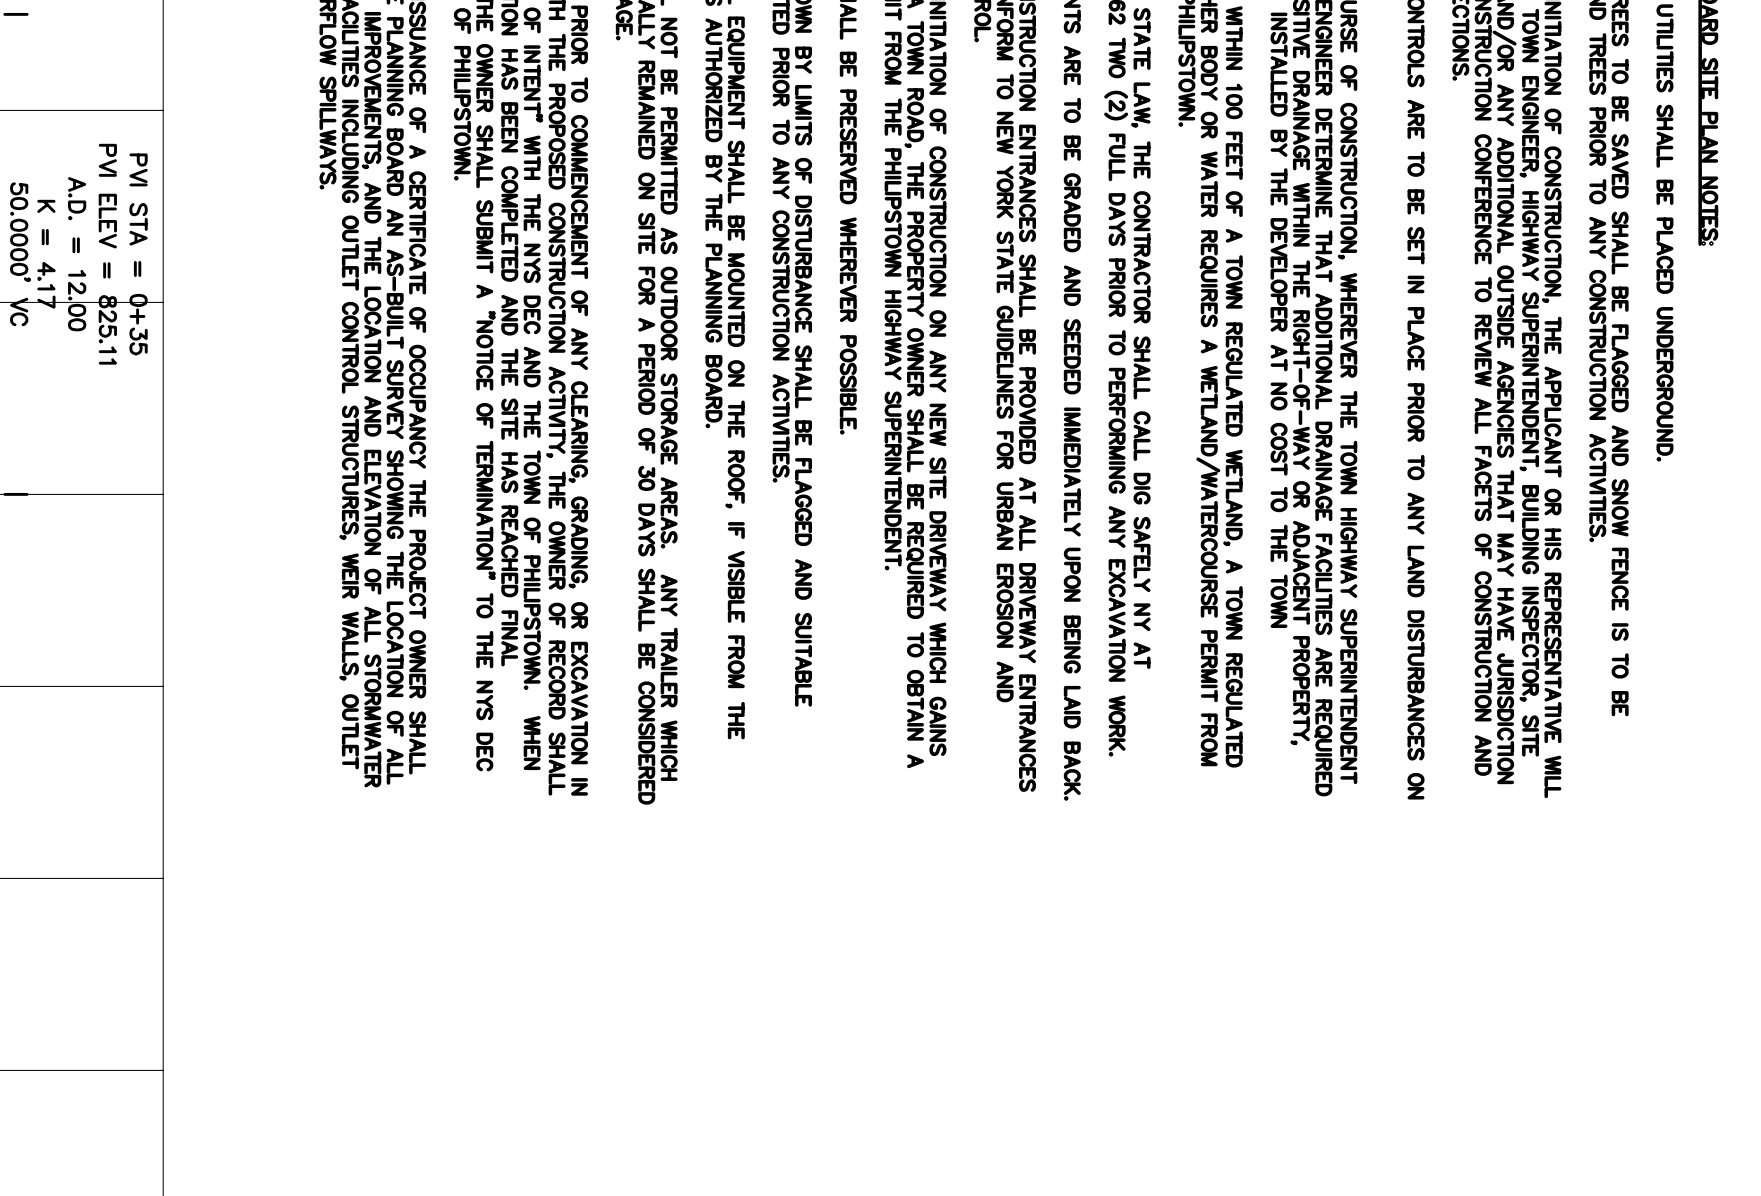 OARD SITE PLAN NOTES:
UTILITIES SHALL BE PLACED UNDERGROUND.
REES TO BE SAVED SHALL BE FLAGGED AND SNOW FENCE IS TO BE
ND TREES PRIOR TO ANY CONSTRUCTION ACTIVITIES.
NITIATION OF CONSTRUCTION, THE APPLICANT OR HIS REPRESENTATIVE WILL
TOWN ENGINEER, HIGHWAY SUPERINTENDENT, BUILDING INSPECTOR, SITE
AND/OR ANY ADDITIONAL OUTSIDE AGENCIES THAT MAY HAVE JURISDICTION
NSTRUCTION CONFERENCE TO REVIEW ALL FACETS OF CONSTRUCTION AND
ECTIONS.
ONTROLS ARE TO BE SET IN PLACE PRIOR TO ANY LAND DISTURBANCES ON
URSE OF CONSTRUCTION, WHEREVER THE TOWN HIGHWAY SUPERINTENDENT
ENGINEER DETERMINE THAT ADDITIONAL DRAINAGE FACILITIES ARE REQUIRED
SITIVE DRAINAGE WITHIN THE RIGHT-OF-WAY OR ADJACENT PROPERTY,
INSTALLED BY THE DEVELOPER AT NO COST TO THE TOWN
WITHIN 100 FEET OF A TOWN REGULATED WETLAND, A TOWN REGULATED
HER BODY OR WATER REQUIRES A WETLAND/WATERCOURSE PERMIT FROM
PHILIPSTOWN.
STATE LAW, THE CONTRACTOR SHALL CALL DIG SAFELY NY AT
62 TWO (2) FULL DAYS PRIOR TO PERFORMING ANY EXCAVATION WORK.
NTS ARE TO BE GRADED AND SEEDED IMMEDIATELY UPON BEING LAID BACK.
NSTRUCTION ENTRANCES SHALL BE PROVIDED AT ALL DRIVEWAY ENTRANCES
NFORM TO NEW YORK STATE GUIDELINES FOR URBAN EROSION AND
ROL.
NITIATION OF CONSTRUCTION ON ANY NEW SITE DRIVEWAY WHICH GAINS
A TOWN ROAD, THE PROPERTY OWNER SHALL BE REQUIRED TO OBTAIN A
MIT FROM THE PHILIPSTOWN HIGHWAY SUPERINTENDENT.
HALL BE PRESERVED WHEREVER POSSIBLE.
OWN BY LIMITS OF DISTURBANCE SHALL BE FLAGGED AND SUITABLE
TED PRIOR TO ANY CONSTRUCTION ACTIVITIES.
L EQUIPMENT SHALL BE MOUNTED ON THE ROOF, IF VISIBLE FROM THE
S AUTHORIZED BY THE PLANNING BOARD.
L NOT BE PERMITTED AS OUTDOOR STORAGE AREAS. ANY TRAILER WHICH
ALLY REMAINED ON SITE FOR A PERIOD OF 30 DAYS SHALL BE CONSIDERED
AGE.
PRIOR TO COMMENCEMENT OF ANY CLEARING, GRADING, OR EXCAVATION IN
TH THE PROPOSED CONSTRUCTION ACTIVITY, THE OWNER OF RECORD SHALL
OF INTENT" WITH THE NYS DEC AND THE TOWN OF PHILIPSTOWN. WHEN
TION HAS BEEN COMPLETED AND THE SITE HAS REACHED FINAL
THE OWNER SHALL SUBMIT A "NOTICE OF TERMINATION" TO THE NYS DEC
OF PHILIPSTOWN.
SSUANCE OF A CERTIFICATE OF OCCUPANCY THE PROJECT OWNER SHALL
E PLANNING BOARD AN AS-BUILT SURVEY SHOWING THE LOCATION OF ALL
IMPROVEMENTS, AND THE LOCATION AND ELEVATION OF ALL STORMWATER
ACILITIES INCLUDING OUTLET CONTROL STRUCTURES, WEIR WALLS, OUTLET
RFLOW SPILLWAYS.
PVI STA = 0+35
PVI ELEV = 825.11
A.D. = 12.00
K = 4.17
50.0000' VC